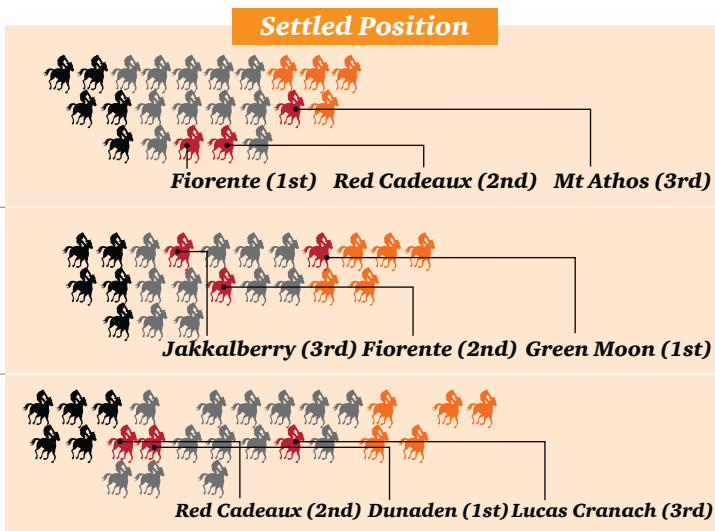 Settled Position
Fiorente (1st) Red Cadeaux (2nd) Mt Athos (3rd)
Jakkalberry (3rd) Fiorente (2nd) Green Moon (1st)
Red Cadeaux (2nd) Dunaden (1st) Lucas Cranach (3rd)